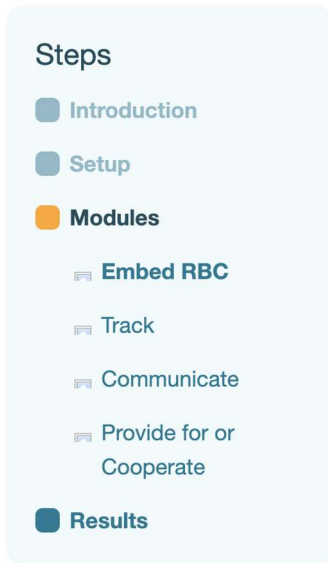 Steps
Introduction
Setup
Modules
Embed RBC
Track
Communicate
Provide for or
Cooperate
Results